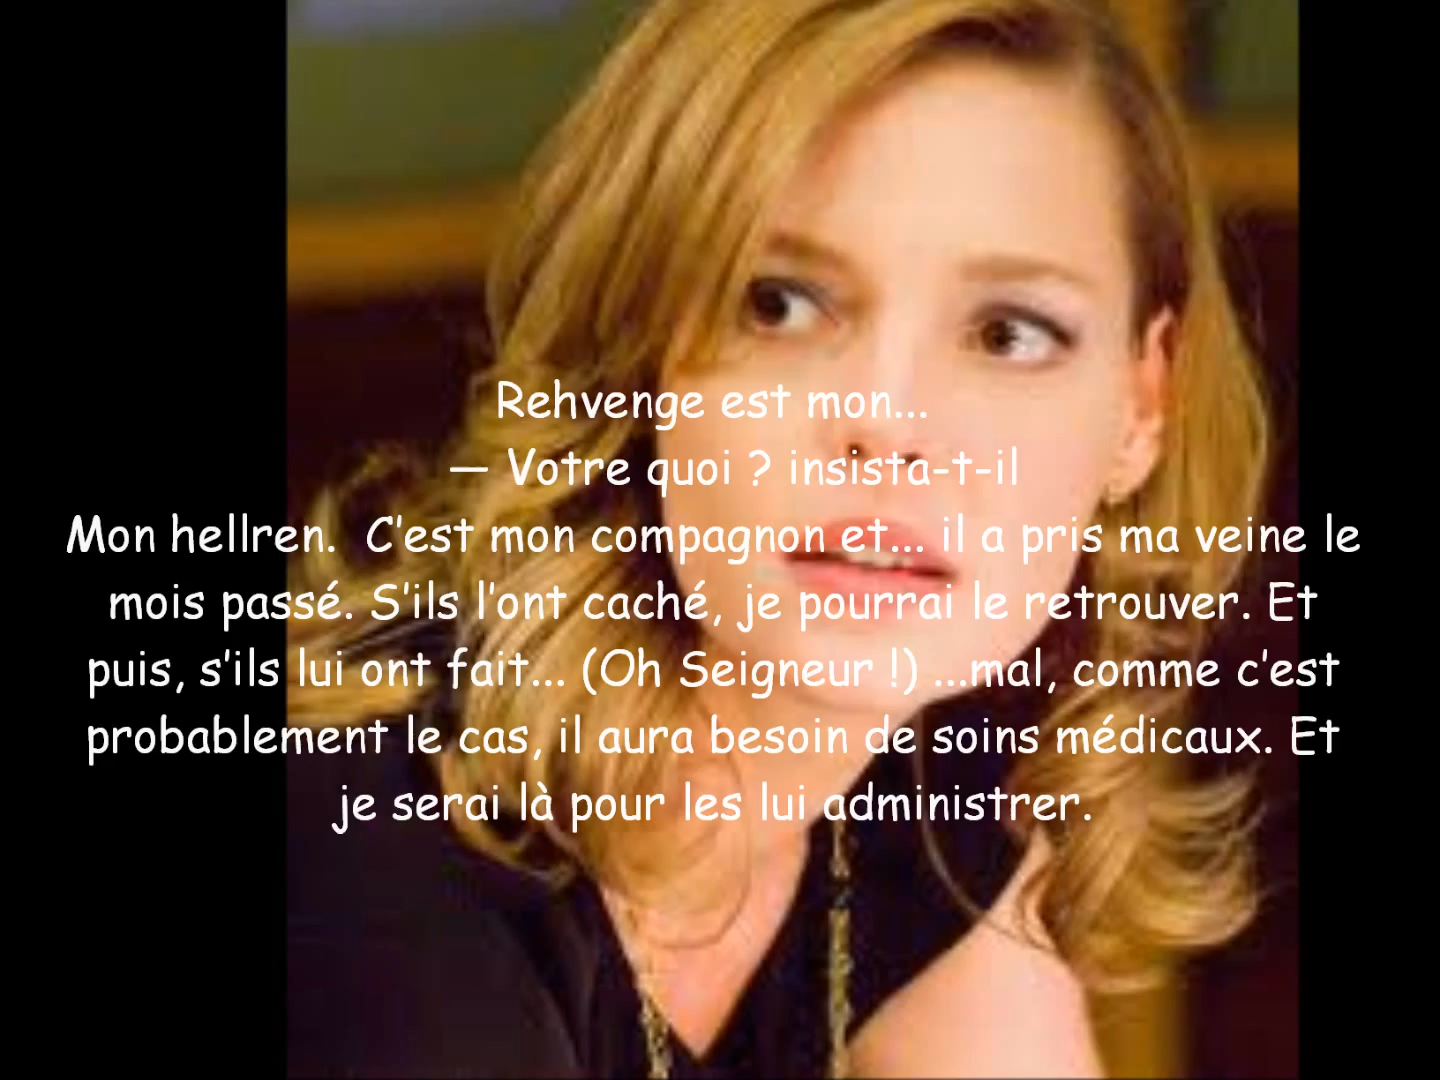 Rehvenge est mon...
— Votre quoi ? insista-t-il
Mon hellren.  C'est mon compagnon et... il a pris ma veine le
mois passé. S'ils l'ont caché, je pourrai le retrouver. Et
puis, s'ils lui ont fait... (Oh Seigneur !) ...mal, comme c'est
probablement le cas, il aura besoin de soins médicaux. Et
je serai là pour les lui administrer.